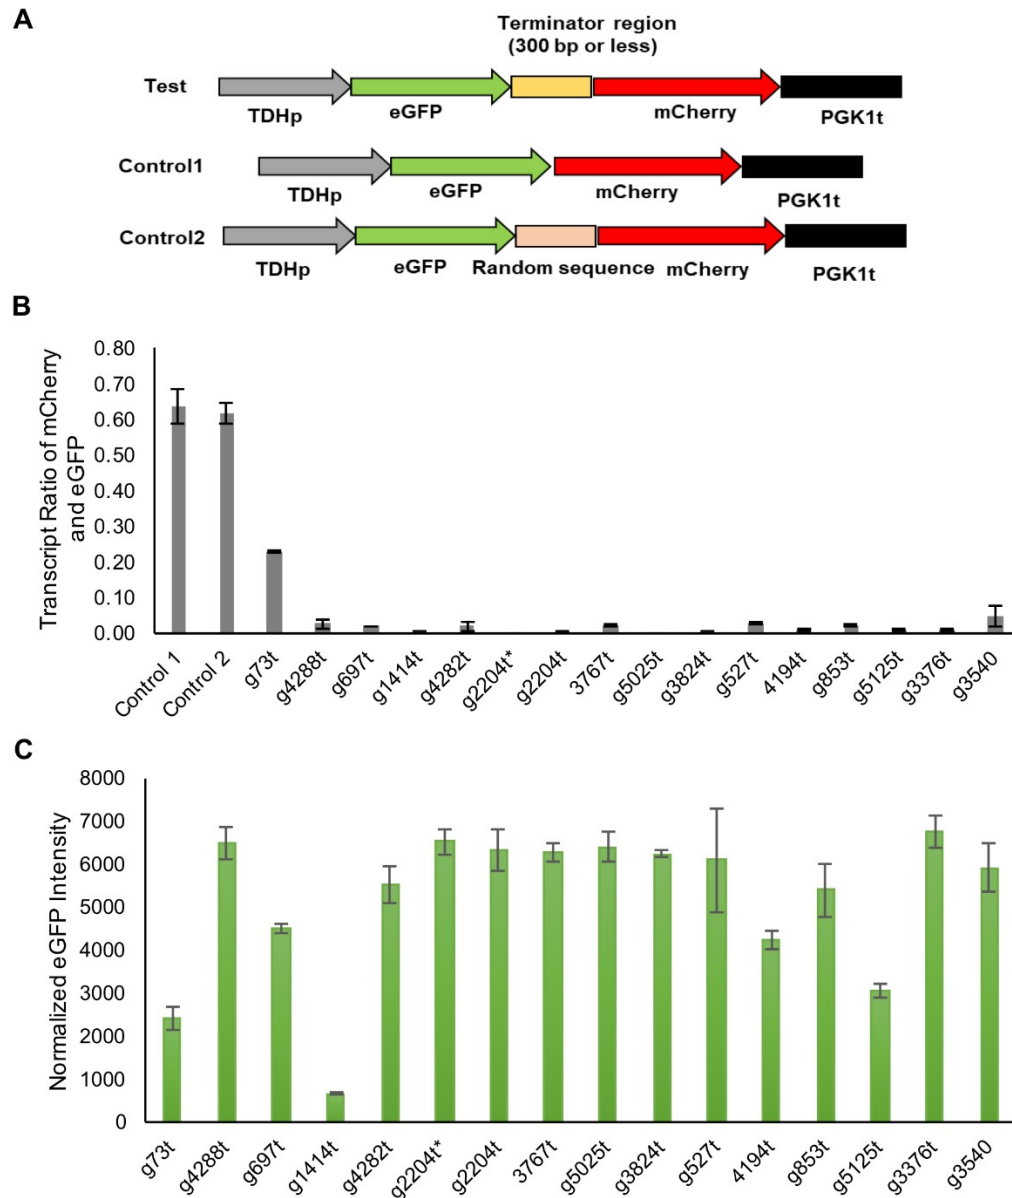 A
Terminator region
(300 bp or less)
Test
TDHp
eGFP
mCherry
PGK1t
Control1
TDHp
eGFP
mCherry
PGK1t
Control2
TDHp
eGFP
Random sequence
mCherry
PGK1t
B
Transcript Ratio of mCherry
and eGFP
0.80
0.70
0.60
0.50
0.40
0.30
0.20
0.10
0.00
Control 1
Control 2
g73t
g4288t
g697t
g1414t
g4282t
g2204t*
g2204t
3767t
g5025t
g3824t
g527t
4194t
g853t
g5125t
g3376t
g3540
C
Normalized eGFP Intensity
8000
7000
6000
5000
4000
3000
2000
1000
0
g73t
g4288t
g697t
g1414t
g4282t
g2204t*
g2204t
3767t
g5025t
g3824t
g527t
4194t
g853t
g5125t
g3376t
g3540